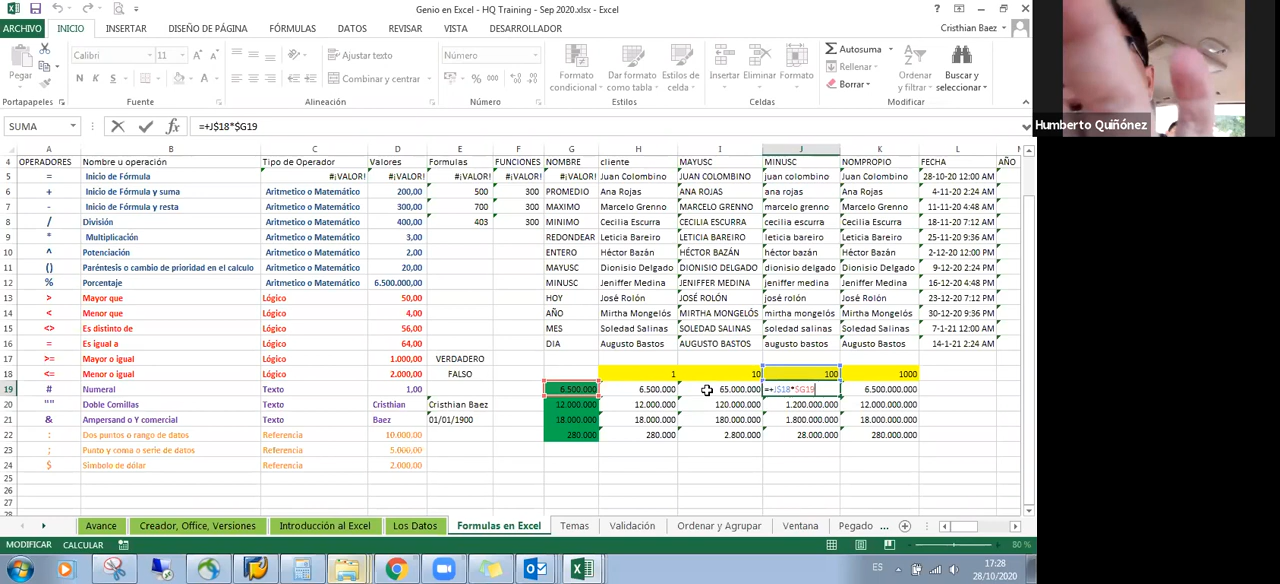 Genio en Excel - HQ Training - Sep 2020.xlsx - Excel
ARCHIVO INICIO INSERTAR DISEÑO DE PÁGINA FÓRMULAS DATOS REVISAR VISTA DESARROLLADOR Cristhian Baez
Pegar
Calibri 11
N K S
Ajustar texto
Combinar y centrar
Número
% 000
Formato condicional
Dar formato como tabla
Estilos de celda
Insertar Eliminar Formato
Autosuma
Rellenar
Borrar
Ordenar y filtrar
Buscar y seleccionar
Portapapeles Fuente Alineación Número Estilos Celdas Modificar
Humberto Quiñónez
SUMA =+J$18*$G19
A B C D E F G H I J K L M
4 OPERADORES Nombre u operación Tipo de Operador Valores Formulas FUNCIONES NOMBRE cliente MAYUSC MINUSC NOMPROPIO FECHA AÑO
5 = Inicio de Fórmula #¡VALOR! #¡VALOR! #¡VALOR! #¡VALOR! Juan Colombino JUAN COLOMBINO juan colombino Juan Colombino 28-10-20 12:00 AM
6 + Inicio de Fórmula y suma Aritmetico o Matemático 200,00 500 300 PROMEDIO Ana Rojas ANA ROJAS ana rojas Ana Rojas 4-11-20 2:24 AM
7 - Inicio de Fórmula y resta Aritmetico o Matemático 300,00 700 300 MAXIMO Marcelo Grenno MARCELO GRENNO marcelo grenno Marcelo Grenno 11-11-20 4:48 AM
8 / División Aritmetico o Matemático 400,00 403 300 MINIMO Cecilia Escurra CECILIA ESCURRA cecilia escurra Cecilia Escurra 18-11-20 7:12 AM
9 * Multiplicación Aritmetico o Matemático 3,00 REDONDEAR Leticia Bareiro LETICIA BAREIRO leticia bareiro Leticia Bareiro 25-11-20 9:36 AM
10 ^ Potenciación Aritmetico o Matemático 2,00 ENTERO Héctor Bazán HÉCTOR BAZÁN héctor bazán Héctor Bazán 2-12-20 12:00 PM
11 () Paréntesis o cambio de prioridad en el calculo Aritmetico o Matemático 20,00 MAYUSC Dionisio Delgado DIONISIO DELGADO dionisio delgado Dionisio Delgado 9-12-20 2:24 PM
12 % Porcentaje Aritmetico o Matemático 6.500.000,00 MINUSC Jeniffer Medina JENIFFER MEDINA jeniffer medina Jeniffer Medina 16-12-20 4:48 PM
13 > Mayor que Lógico 50,00 HOY José Rolón JOSÉ ROLÓN josé rolón José Rolón 23-12-20 7:12 PM
14 < Menor que Lógico 4,00 AÑO Mirtha Mongelós MIRTHA MONGELÓS mirtha mongelós Mirtha Mongelós 30-12-20 9:36 PM
15 <> Es distinto de Lógico 56,00 MES Soledad Salinas SOLEDAD SALINAS soledad salinas Soledad Salinas 7-1-21 12:00 AM
16 = Es igual a Lógico 64,00 DIA Augusto Bastos AUGUSTO BASTOS augusto bastos Augusto Bastos 14-1-21 2:24 AM
17 >= Mayor o igual Lógico 1.000,00 VERDADERO
18 <= Menor o igual Lógico 2.000,00 FALSO 1 10 100 1000
19 # Numeral Texto 1,00 6.500.000 6.500.000 65.000.000 =+J$18*$G19 6.500.000.000
20 "" Doble Comillas Texto Cristhian Cristhian Baez 12.000.000 12.000.000 120.000.000 1.200.000.000 12.000.000.000
21 & Ampersand o Y comercial Texto Baez 01/01/1900 18.000.000 18.000.000 180.000.000 1.800.000.000 18.000.000.000
22 : Dos puntos o rango de datos Referencia 10.000,00 280.000 280.000 2.800.000 28.000.000 280.000.000
23 ; Punto y coma o serie de datos Referencia 5.000,00
24 $ Simbolo de dólar Referencia 2.000,00
25
26
27
28
Avance Creador, Office, Versiones Introducción al Excel Los Datos Formulas en Excel Temas Validación Ordenar y Agrupar Ventana Pegado ...
MODIFICAR CALCULAR 80 %
ES 17:28
28/10/2020